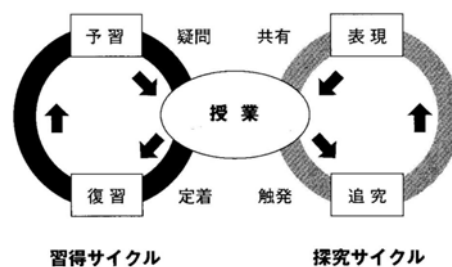 予習 疑問 共有 表現
授業
復習 定着 触発 追究
習得サイクル 探究サイクル